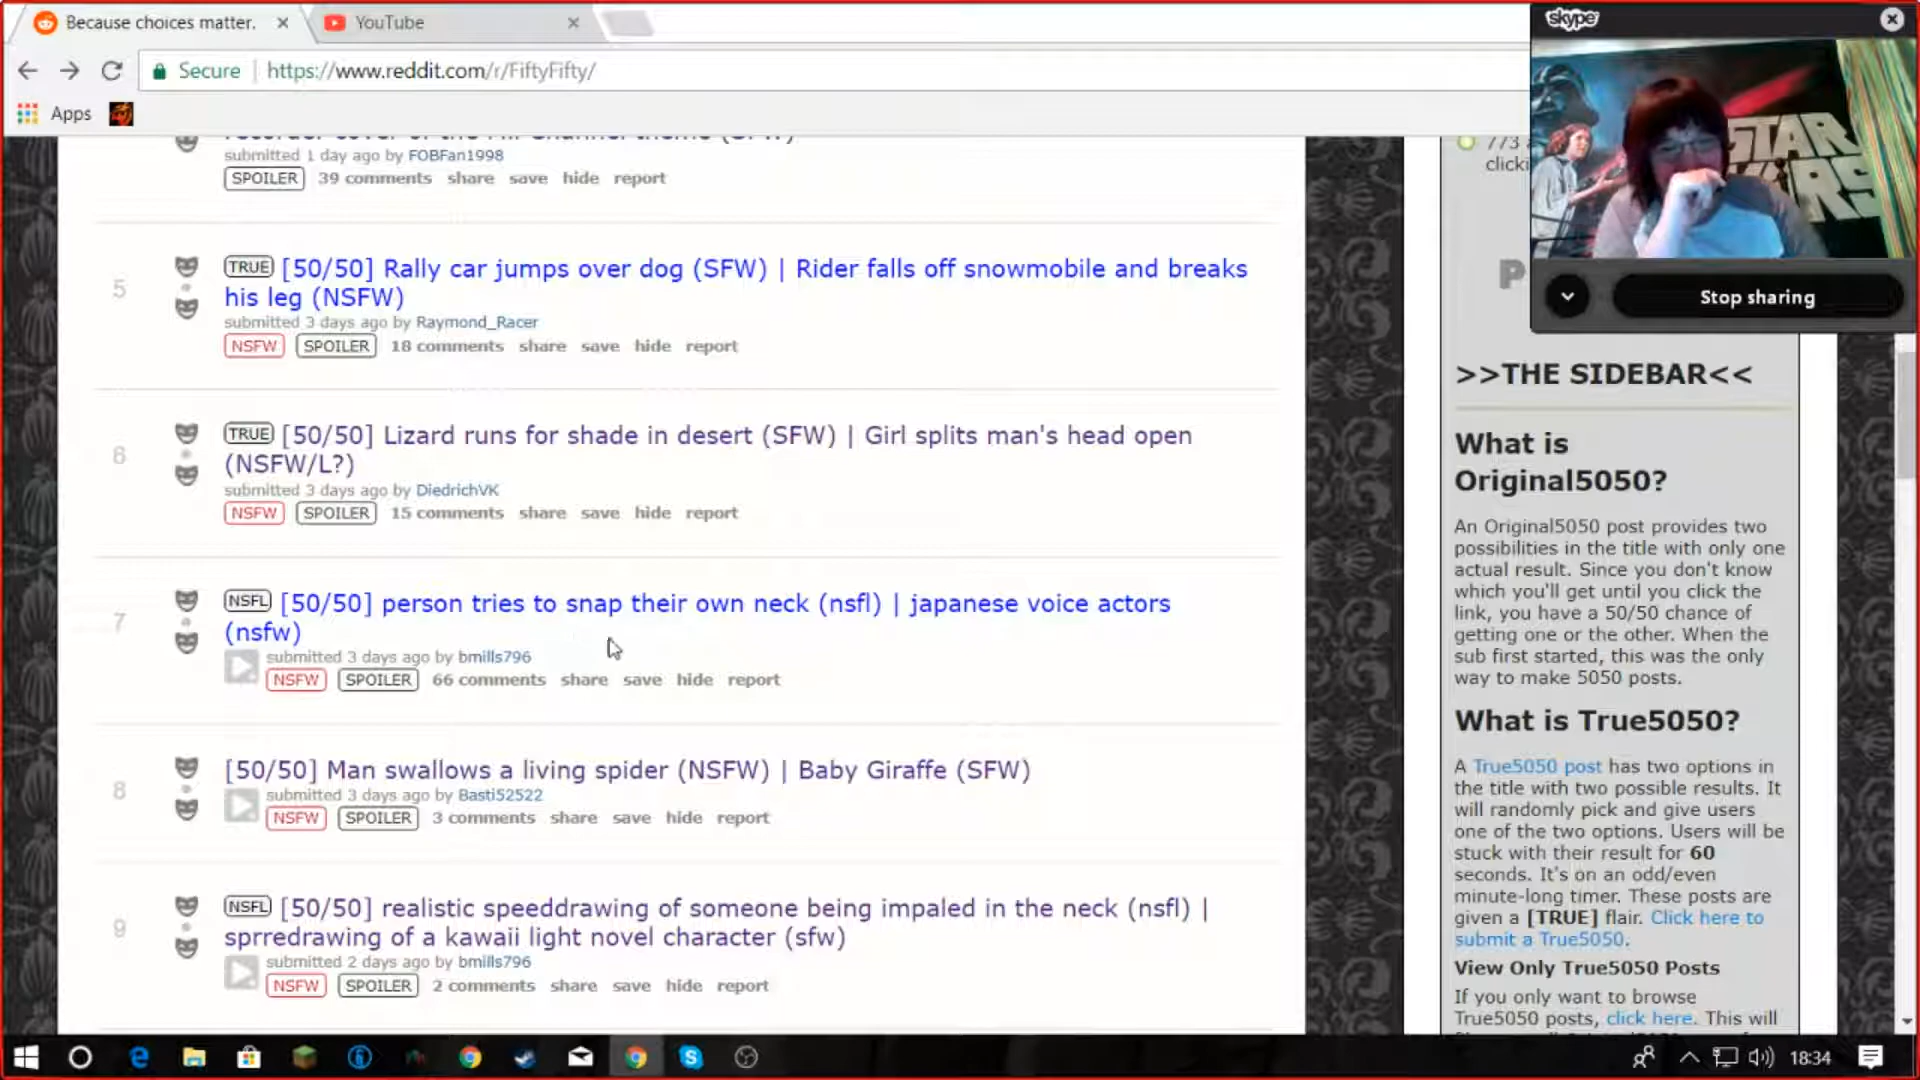 Because choices matter.
YouTube
skype
Secure
https://www.reddit.com/r/FiftyFifty/
Apps
submitted 1 day ago by FOBFan1998
SPOILER 39 comments share save hide report
773
clicki
STAR
WARS
Stop sharing
5
TRUE [50/50] Rally car jumps over dog (SFW) | Rider falls off snowmobile and breaks
his leg (NSFW)
submitted 3 days ago by Raymond_Racer
NSFW SPOILER 18 comments share save hide report
6
TRUE [50/50] Lizard runs for shade in desert (SFW) | Girl splits man's head open
(NSFW/L?)
submitted 3 days ago by DiedrichVK
NSFW SPOILER 15 comments share save hide report
7
NSFL [50/50] person tries to snap their own neck (nsfl) | japanese voice actors
(nsfw)
submitted 3 days ago by bmills796
NSFW SPOILER 66 comments share save hide report
8
[50/50] Man swallows a living spider (NSFW) | Baby Giraffe (SFW)
submitted 3 days ago by Basti52522
NSFW SPOILER 3 comments share save hide report
9
NSFL [50/50] realistic speeddrawing of someone being impaled in the neck (nsfl) |
sprredrawing of a kawaii light novel character (sfw)
submitted 2 days ago by bmills796
NSFW SPOILER 2 comments share save hide report
>>THE SIDEBAR<<
What is
Original5050?
An Original5050 post provides two
possibilities in the title with only one
actual result. Since you don't know
which you'll get until you click the
link, you have a 50/50 chance of
getting one or the other. When the
sub first started, this was the only
way to make 5050 posts.
What is True5050?
A True5050 post has two options in
the title with two possible results. It
will randomly pick and give users
one of the two options. Users will be
stuck with their result for 60
seconds. It's on an odd/even
minute-long timer. These posts are
given a [TRUE] flair. Click here to
submit a True5050.
View Only True5050 Posts
If you only want to browse
True5050 posts, click here. This will
18:34